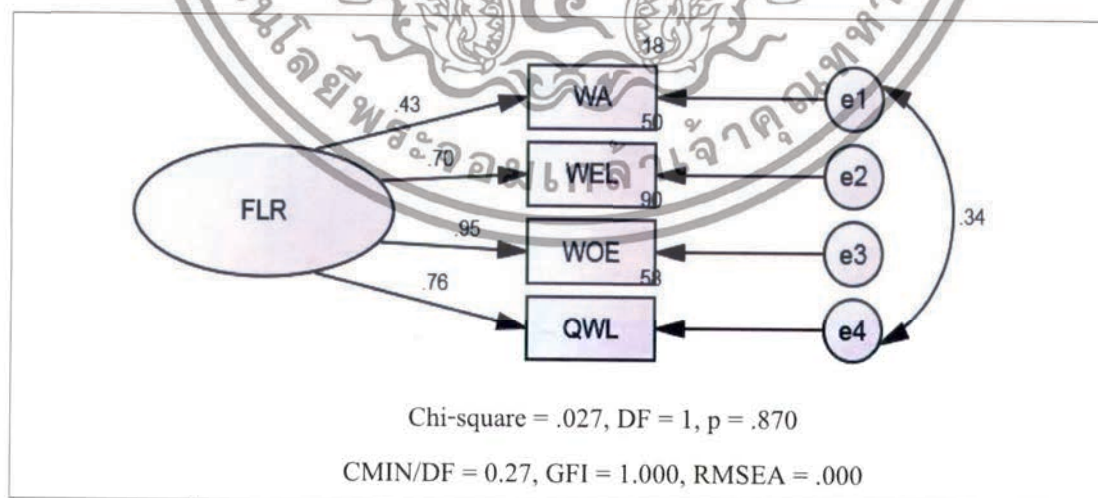 .18
WA
.43
e1
.50
.70
WEL
e2
.90
FLR
.95
WOE
e3
.34
.58
.76
QWL
e4
Chi-square = .027, DF = 1, p = .870
CMIN/DF = 0.27, GFI = 1.000, RMSEA = .000